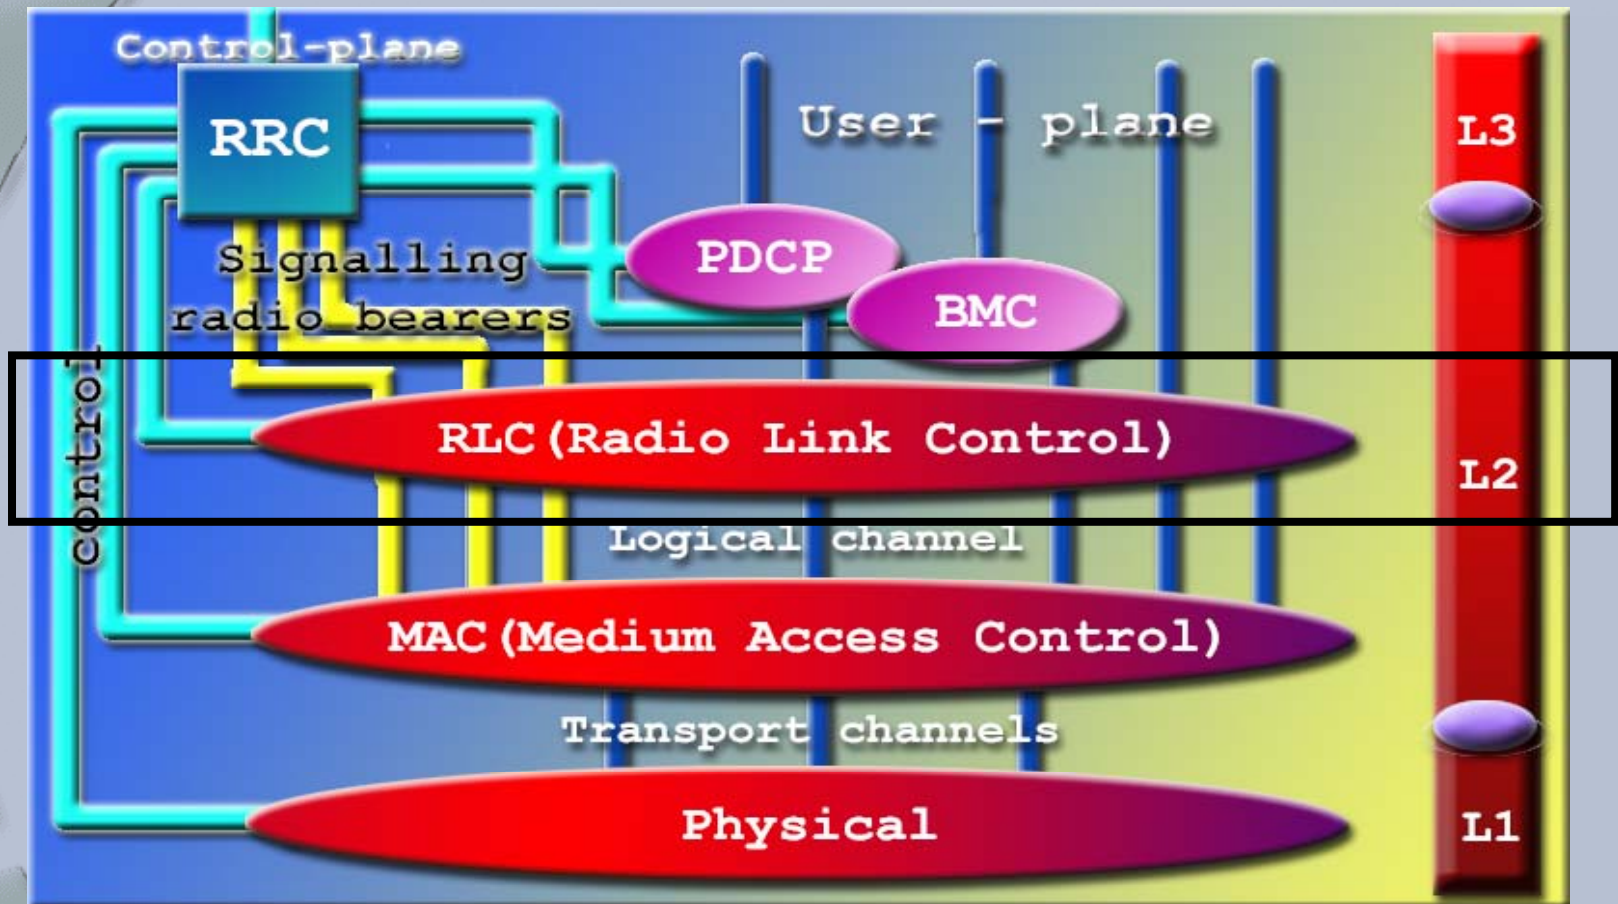 Control-plane
RRC
User - plane
L3
Signalling
radio bearers
PDCP
BMC
control
RLC(Radio Link Control)
L2
Logical channel
MAC(Medium Access Control)
Transport channels
Physical
L1